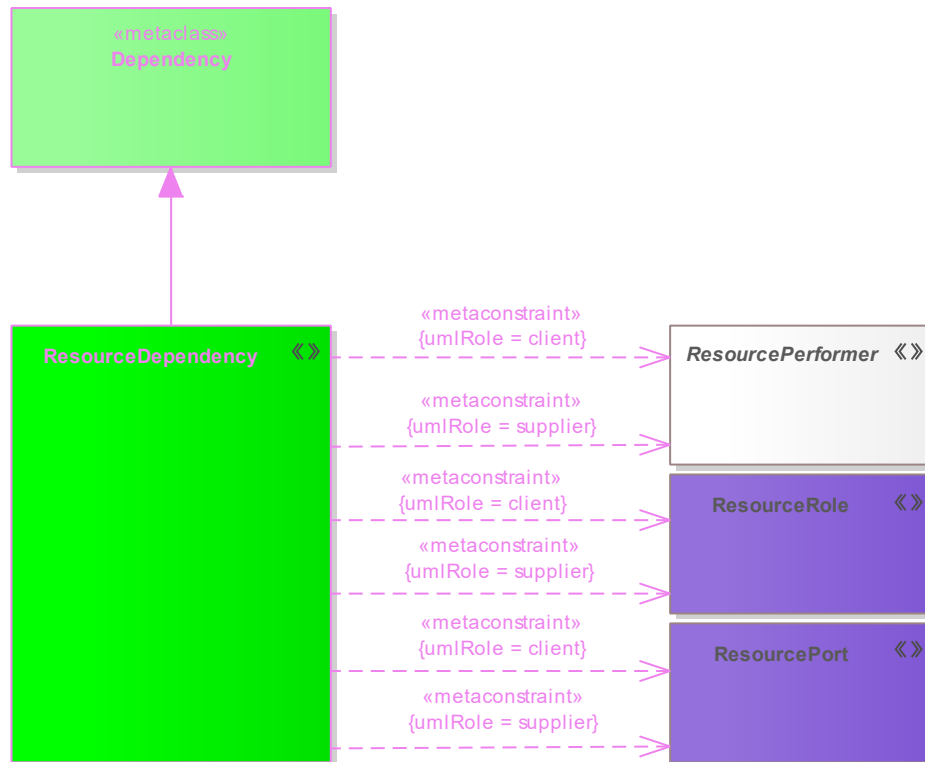 «metaclass»
Dependency
«metaconstraint»
{umlRole = client}
ResourceDependency «»
ResourcePerformer «»
«metaconstraint»
{umlRole = supplier}
«metaconstraint»
{umlRole = client}
ResourceRole «»
«metaconstraint»
{umlRole = supplier}
«metaconstraint»
{umlRole = client}
ResourcePort «»
«metaconstraint»
{umlRole = supplier}